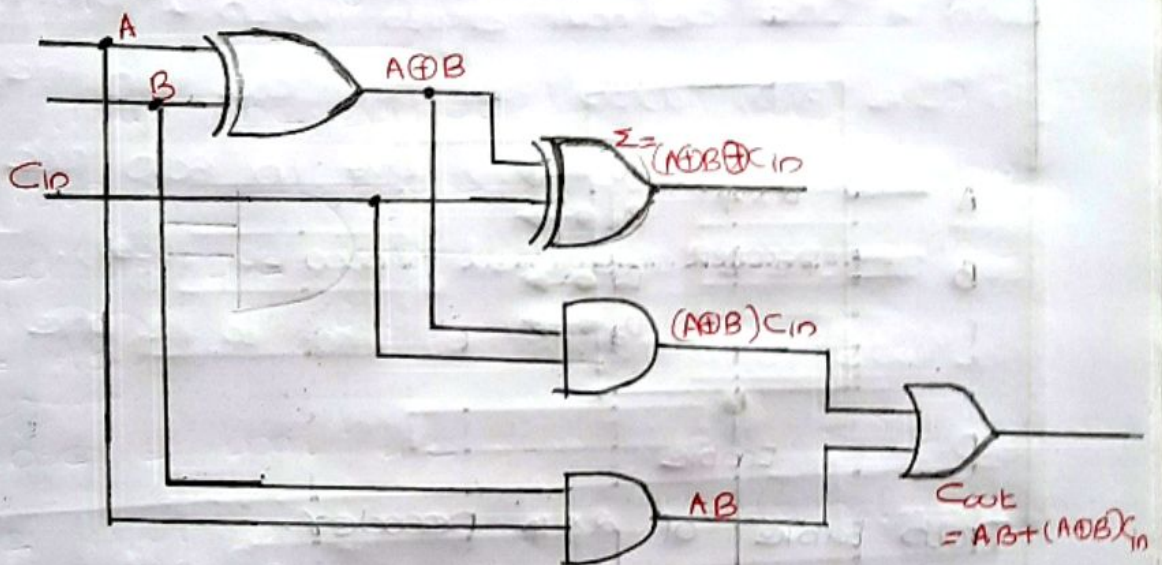 A
B
A⊕B
Cin
Σ=
(A⊕B⊕Cin
(A⊕B)Cin
AB
Cout
= AB+(A⊕B)Cin